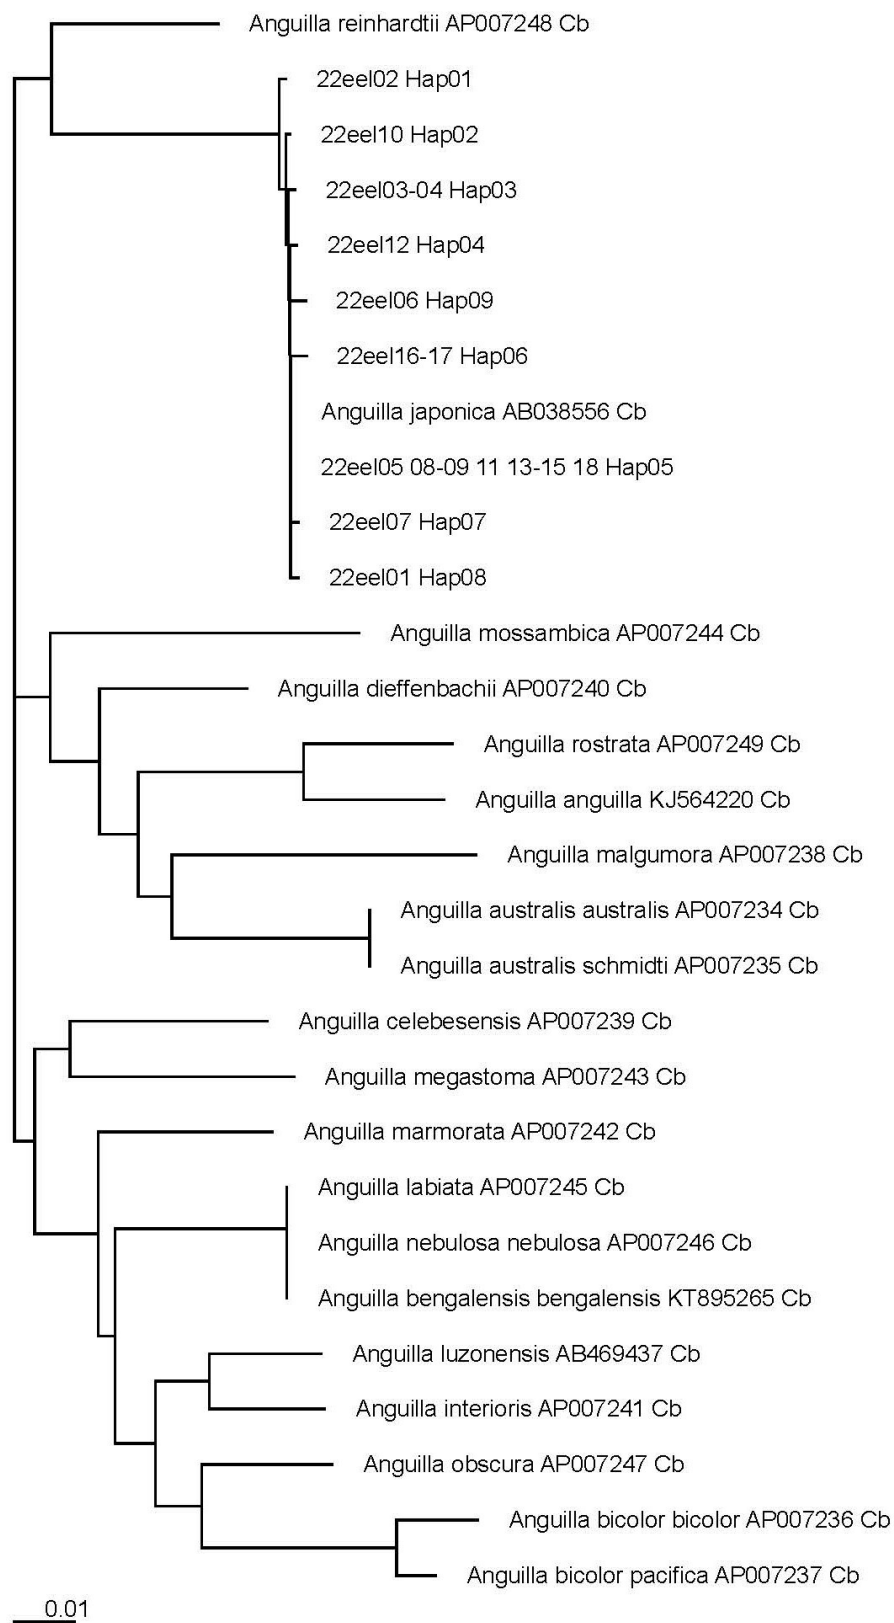 Anguilla reinhardtii AP007248 Cb
22eel02 Hap01
22eel10 Hap02
22eel03-04 Hap03
22eel12 Hap04
22eel06 Hap09
22eel16-17 Hap06
Anguilla japonica AB038556 Cb
22eel05 08-09 11 13-15 18 Hap05
22eel07 Hap07
22eel01 Hap08
Anguilla mossambica AP007244 Cb
Anguilla dieffenbachii AP007240 Cb
Anguilla rostrata AP007249 Cb
Anguilla anguilla KJ564220 Cb
Anguilla malgumora AP007238 Cb
Anguilla australis australis AP007234 Cb
Anguilla australis schmidti AP007235 Cb
Anguilla celebesensis AP007239 Cb
Anguilla megastoma AP007243 Cb
Anguilla marmorata AP007242 Cb
Anguilla labiata AP007245 Cb
Anguilla nebulosa nebulosa AP007246 Cb
Anguilla bengalensis bengalensis KT895265 Cb
Anguilla luzonensis AB469437 Cb
Anguilla interioris AP007241 Cb
Anguilla obscura AP007247 Cb
Anguilla bicolor bicolor AP007236 Cb
Anguilla bicolor pacifica AP007237 Cb
0.01